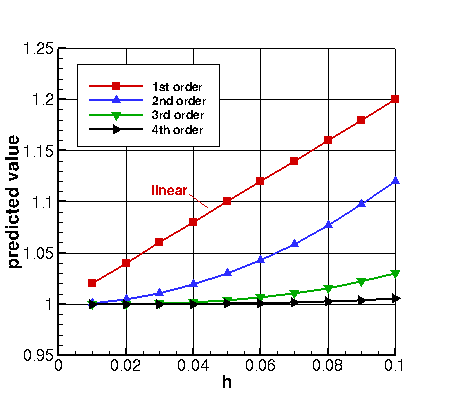 1.25
1.2
1.15
1.1
1.05
1
0.95
predicted value
1st order
2nd order
3rd order
4th order
linear
0
0.02
0.04
0.06
0.08
0.1
h